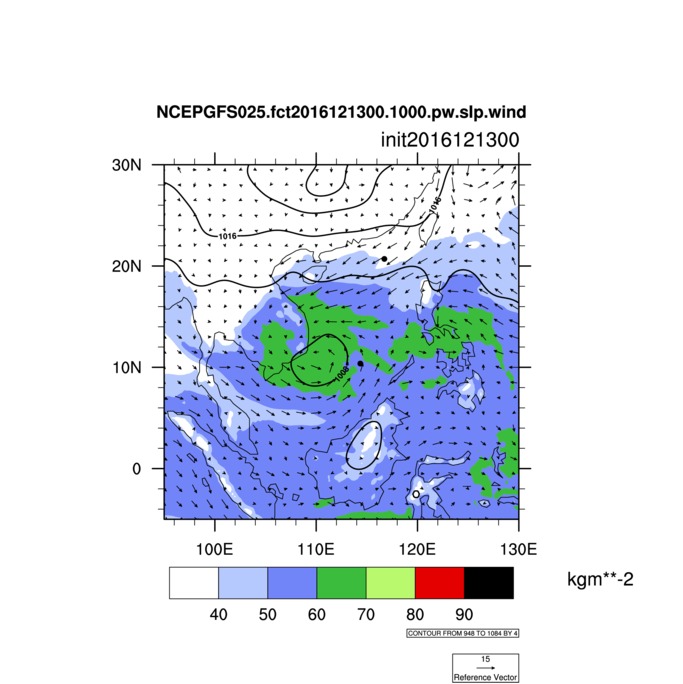 NCEPGFS025.fct2016121300.1000.pw.slp.wind
init2016121300
30N
1016
1016
20N
10N
1008
0
100E 110E 120E 130E
kgm**-2
40 50 60 70 80 90
CONTOUR FROM 948 TO 1084 BY 4
15
Reference Vector